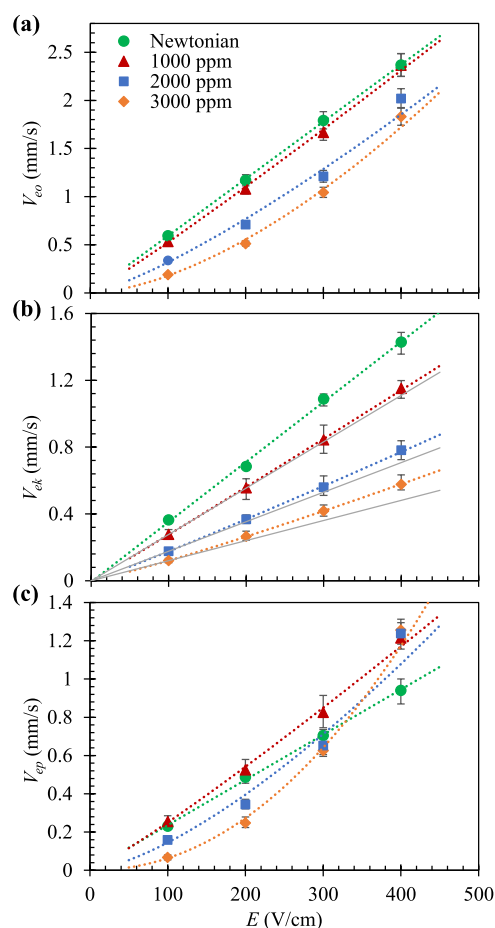 (a)
Newtonian
1000 ppm
2000 ppm
3000 ppm
2.5
2
1.5
1
0.5
0
V_eo (mm/s)
(b)
1.6
1.2
0.8
0.4
0
V_ek (mm/s)
(c)
1.4
1.2
1
0.8
0.6
0.4
0.2
0
V_ep (mm/s)
0 100 200 300 400 500
E (V/cm)